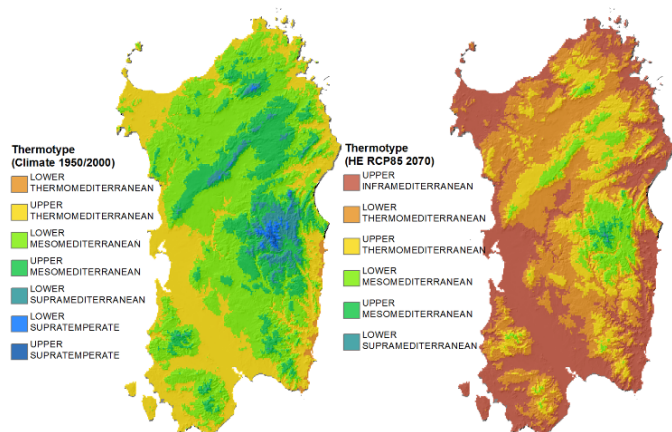 Thermotype
(Climate 1950/2000)
LOWER
THERMOMEDITERRANEAN
UPPER
THERMOMEDITERRANEAN
LOWER
MESOMEDITERRANEAN
UPPER
MESOMEDITERRANEAN
LOWER
SUPRAMEDITERRANEAN
LOWER
SUPRATEMPERATE
UPPER
SUPRATEMPERATE
Thermotype
(HE RCP85 2070)
UPPER
INFRAMEDITERRANEAN
LOWER
THERMOMEDITERRANEAN
UPPER
THERMOMEDITERRANEAN
LOWER
MESOMEDITERRANEAN
UPPER
MESOMEDITERRANEAN
LOWER
SUPRAMEDITERRANEAN